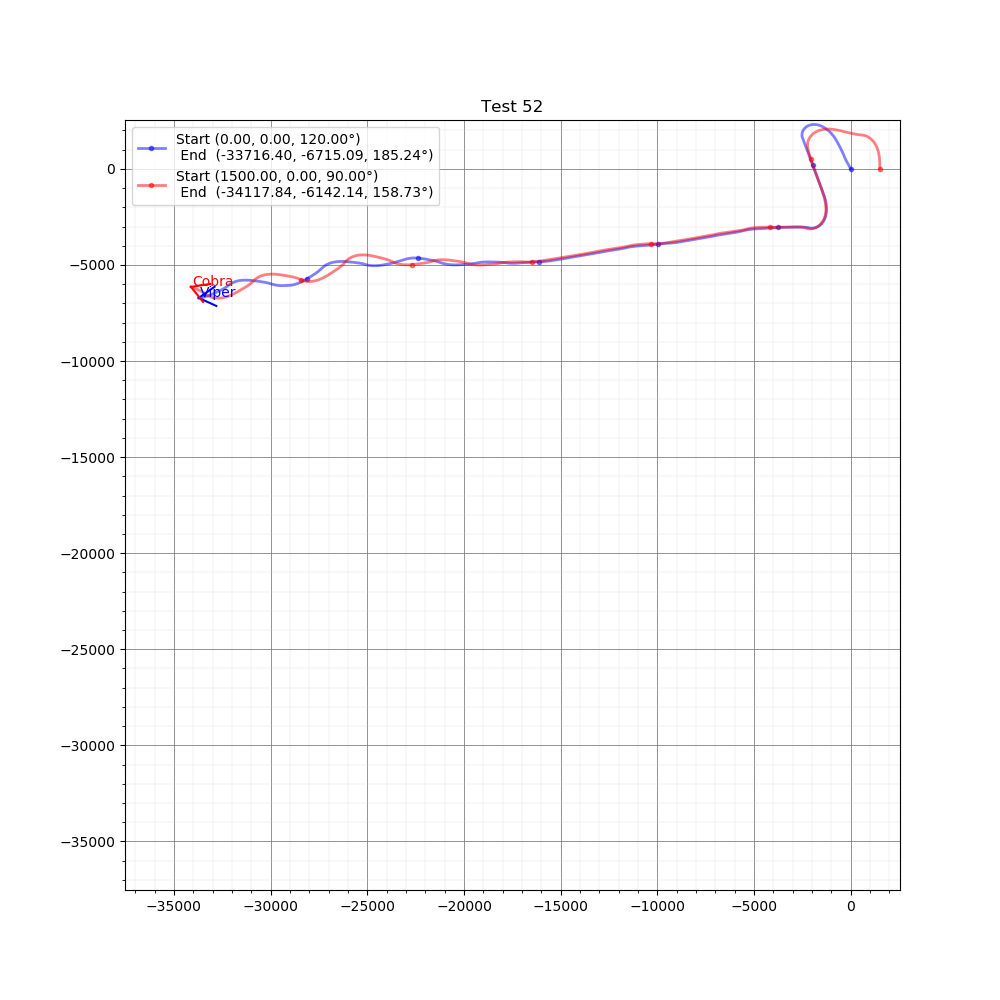 Test 52
Start (0.00, 0.00, 120.00°)
End  (-33716.40, -6715.09, 185.24°)
Start (1500.00, 0.00, 90.00°)
End  (-34117.84, -6142.14, 158.73°)
0
−5000
Cobra
Viper
−10000
−15000
−20000
−25000
−30000
−35000
−35000 −30000 −25000 −20000 −15000 −10000 −5000 0